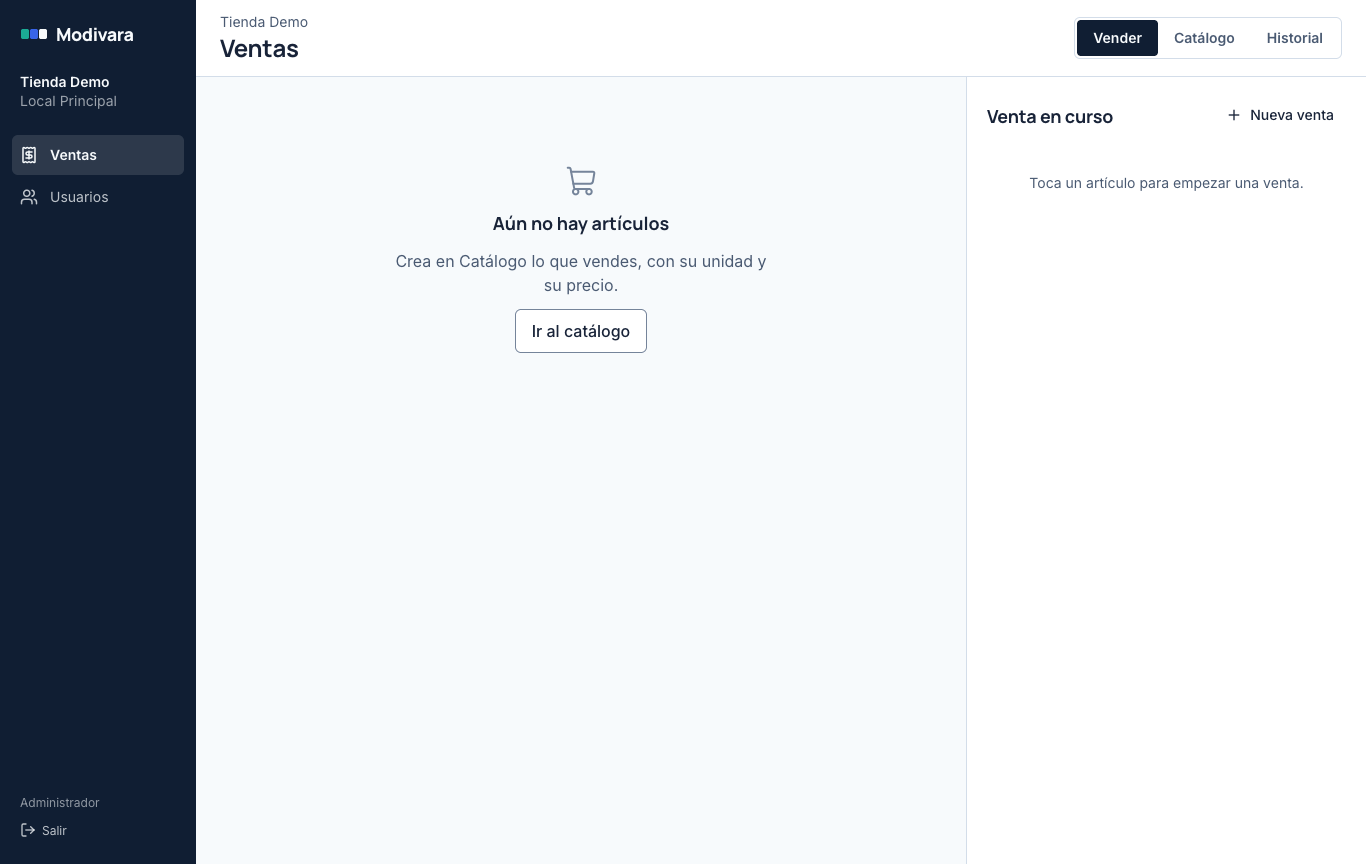 Modivara
Tienda Demo
Local Principal
Ventas
Usuarios
Administrador
Salir
Tienda Demo
Ventas
Vender
Catálogo
Historial
Aún no hay artículos
Crea en Catálogo lo que vendes, con su unidad y
su precio.
Ir al catálogo
Venta en curso
Nueva venta
Toca un artículo para empezar una venta.